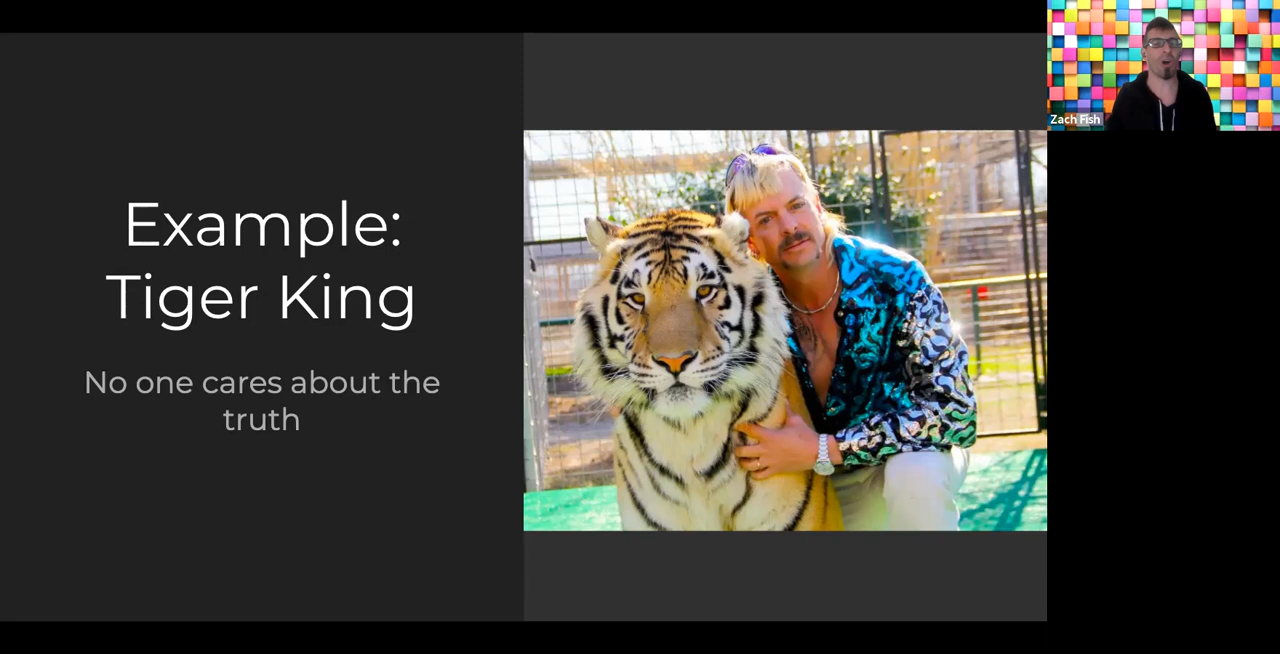 Example:
Tiger King
No one cares about the
truth
Zach Fish